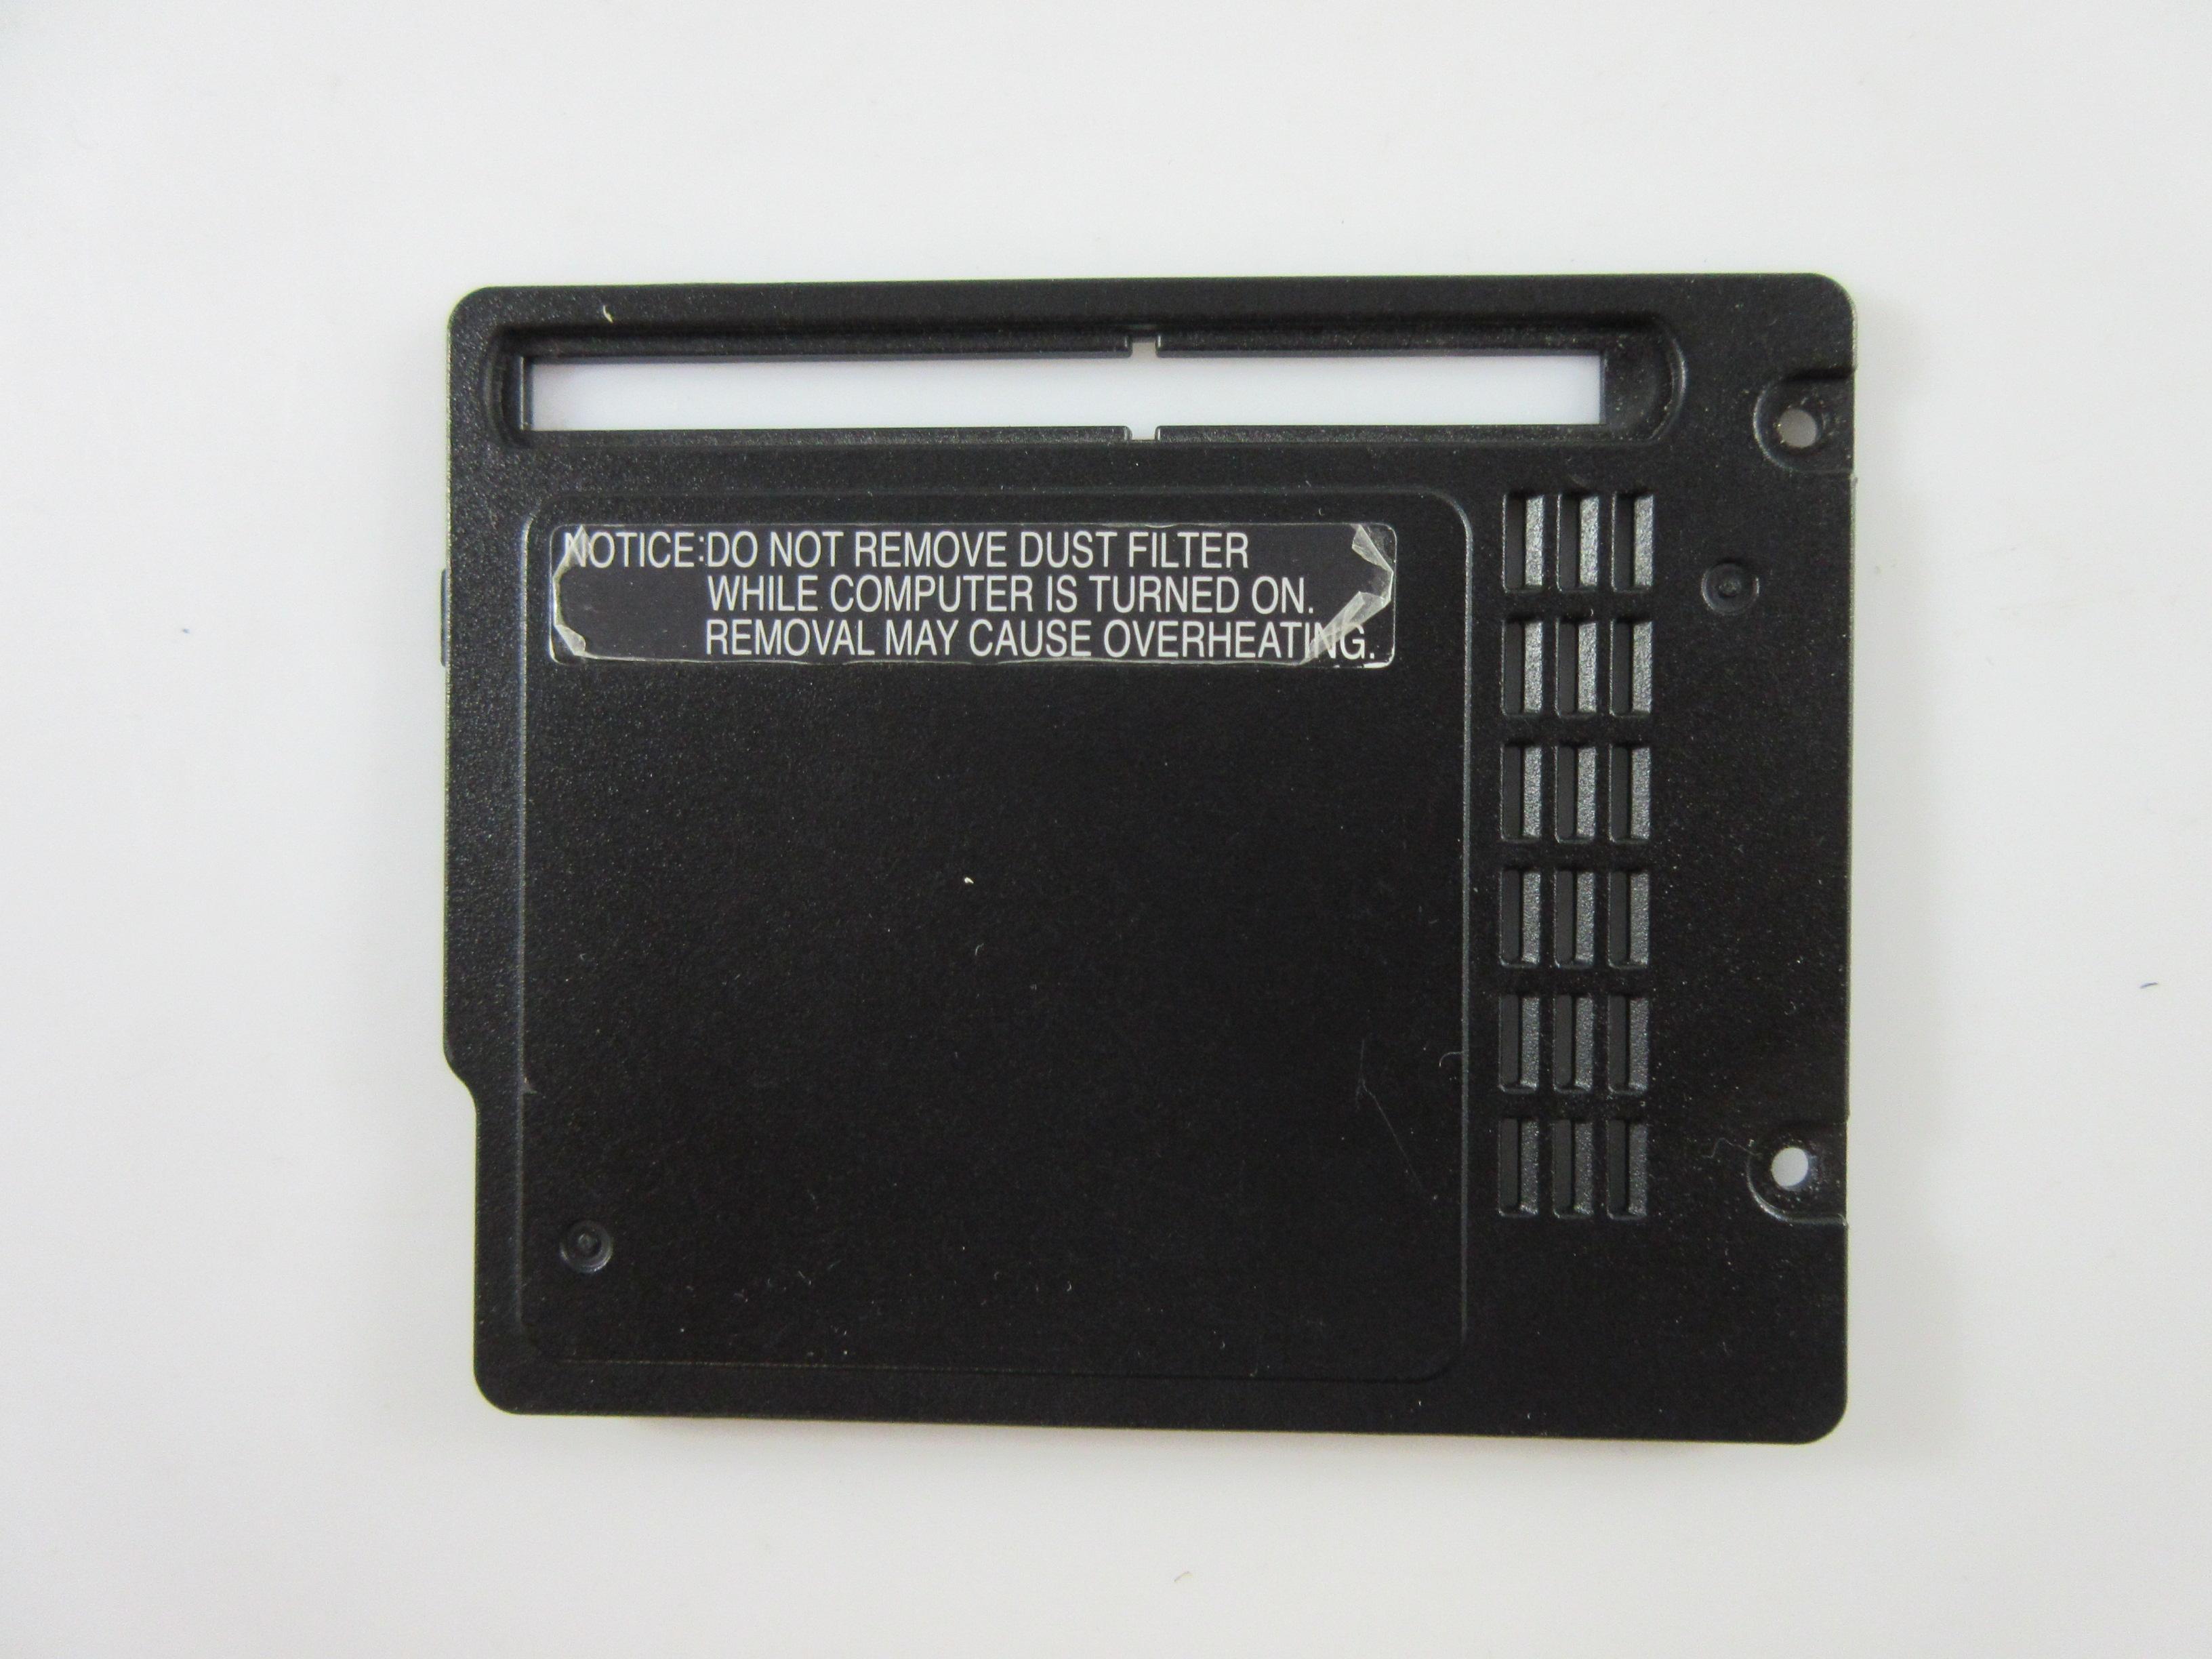 NOTICE:DO NOT REMOVE DUST FILTER
WHILE COMPUTER IS TURNED ON.
REMOVAL MAY CAUSE OVERHEATING.